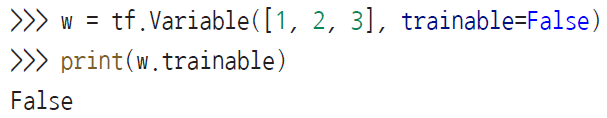 >>> w = tf.Variable([1, 2, 3], trainable=False)
>>> print(w.trainable)
False